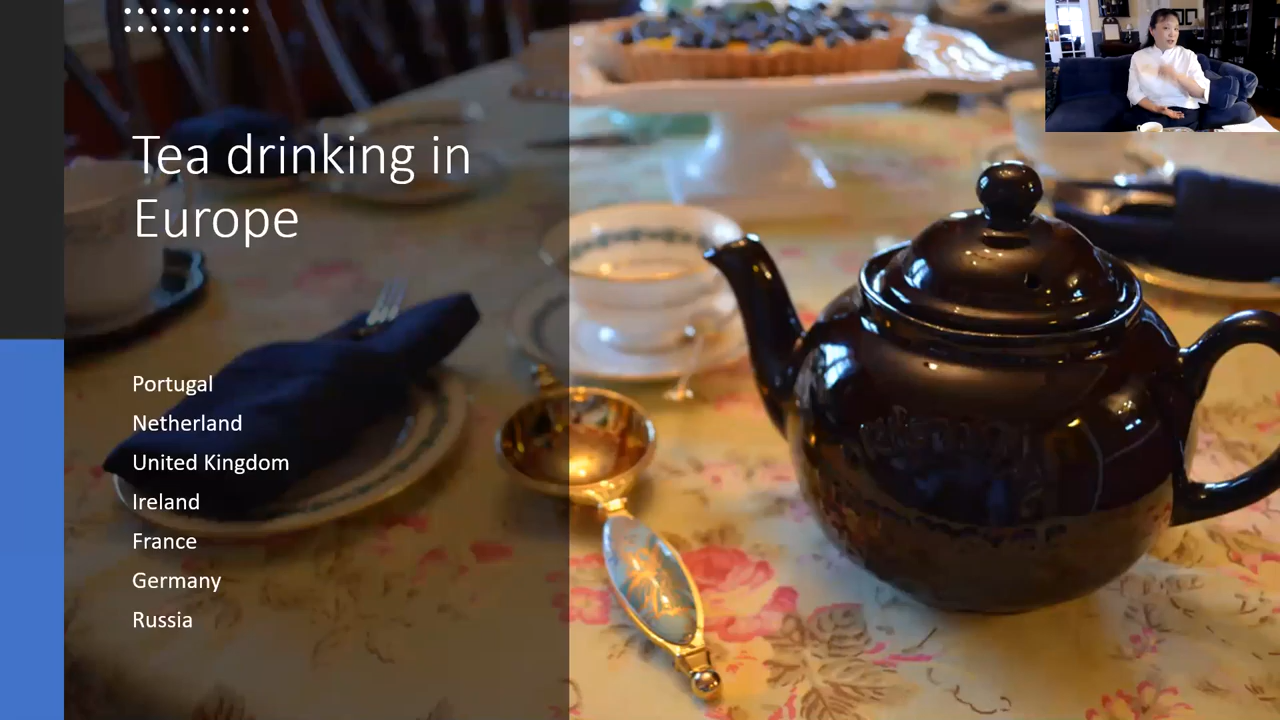 Tea drinking in
Europe
Portugal
Netherland
United Kingdom
Ireland
France
Germany
Russia